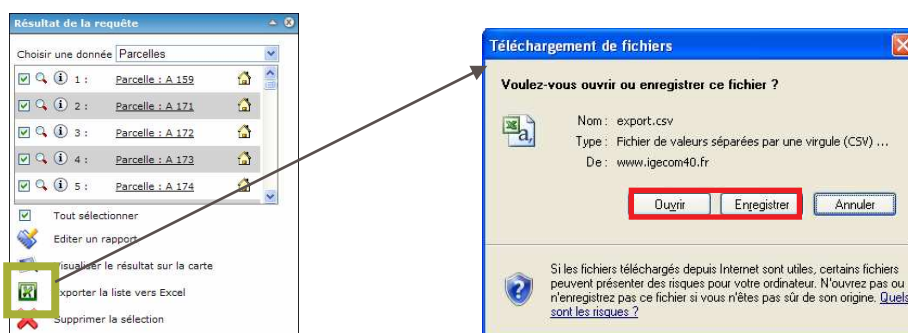 Résultat de la requête
Choisir une donnée Parcelles
1 : Parcelle : A 159
2 : Parcelle : A 171
3 : Parcelle : A 172
4 : Parcelle : A 173
5 : Parcelle : A 174
Tout sélectionner
Editer un rapport
Visualiser le résultat sur la carte
Exporter la liste vers Excel
Supprimer la sélection
Téléchargement de fichiers
Voulez-vous ouvrir ou enregistrer ce fichier ?
Nom : export.csv
Type : Fichier de valeurs séparées par une virgule (CSV) ...
De : www.igecom40.fr
Ouvrir Enregistrer Annuler
Si les fichiers téléchargés depuis Internet sont utiles, certains fichiers
peuvent présenter des risques pour votre ordinateur. N'ouvrez pas ou
n'enregistrez pas ce fichier si vous n'êtes pas sûr de son origine. Quels
sont les risques ?